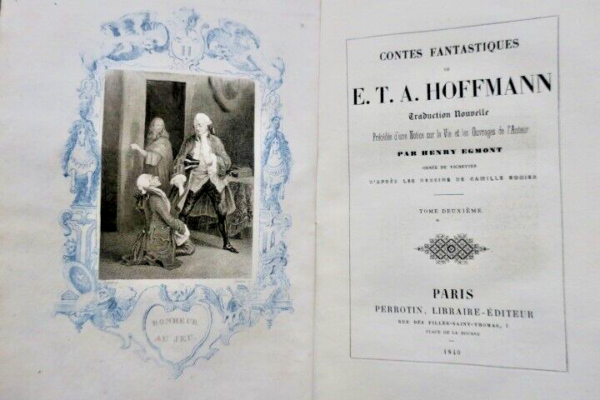 II
BONHEUR
AU JEU.
CONTES FANTASTIQUES
DE
E. T. A. HOFFMANN
Traduction Nouvelle
Précédée d'une Notice sur la Vie et les Ouvrages de l'Auteur
PAR HENRY EGMONT
ORNÉE DE VIGNETTES
D'APRÈS LES DESSINS DE CAMILLE ROGIER
TOME DEUXIÈME.
PARIS
PERROTIN, LIBRAIRE-ÉDITEUR
RUE DES FILLES-SAINT-THOMAS, 1
PLACE DE LA BOURSE
1840